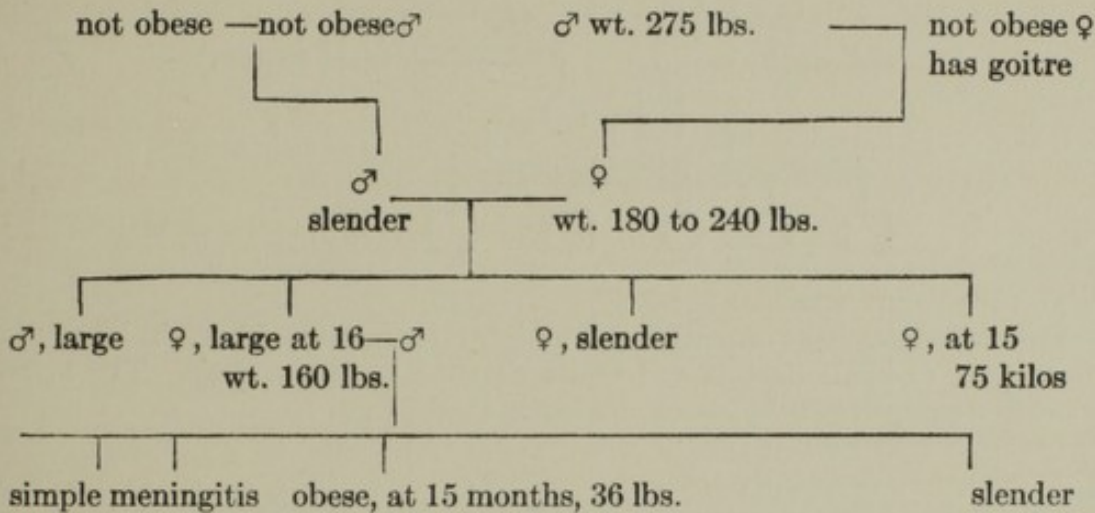 not obese —not obese♂ ♂ wt. 275 lbs. not obese ♀
has goitre
♂ ♀
slender wt. 180 to 240 lbs.
♂, large ♀, large at 16—♂ ♀, slender ♀, at 15
wt. 160 lbs. 75 kilos
simple meningitis obese, at 15 months, 36 lbs. slender